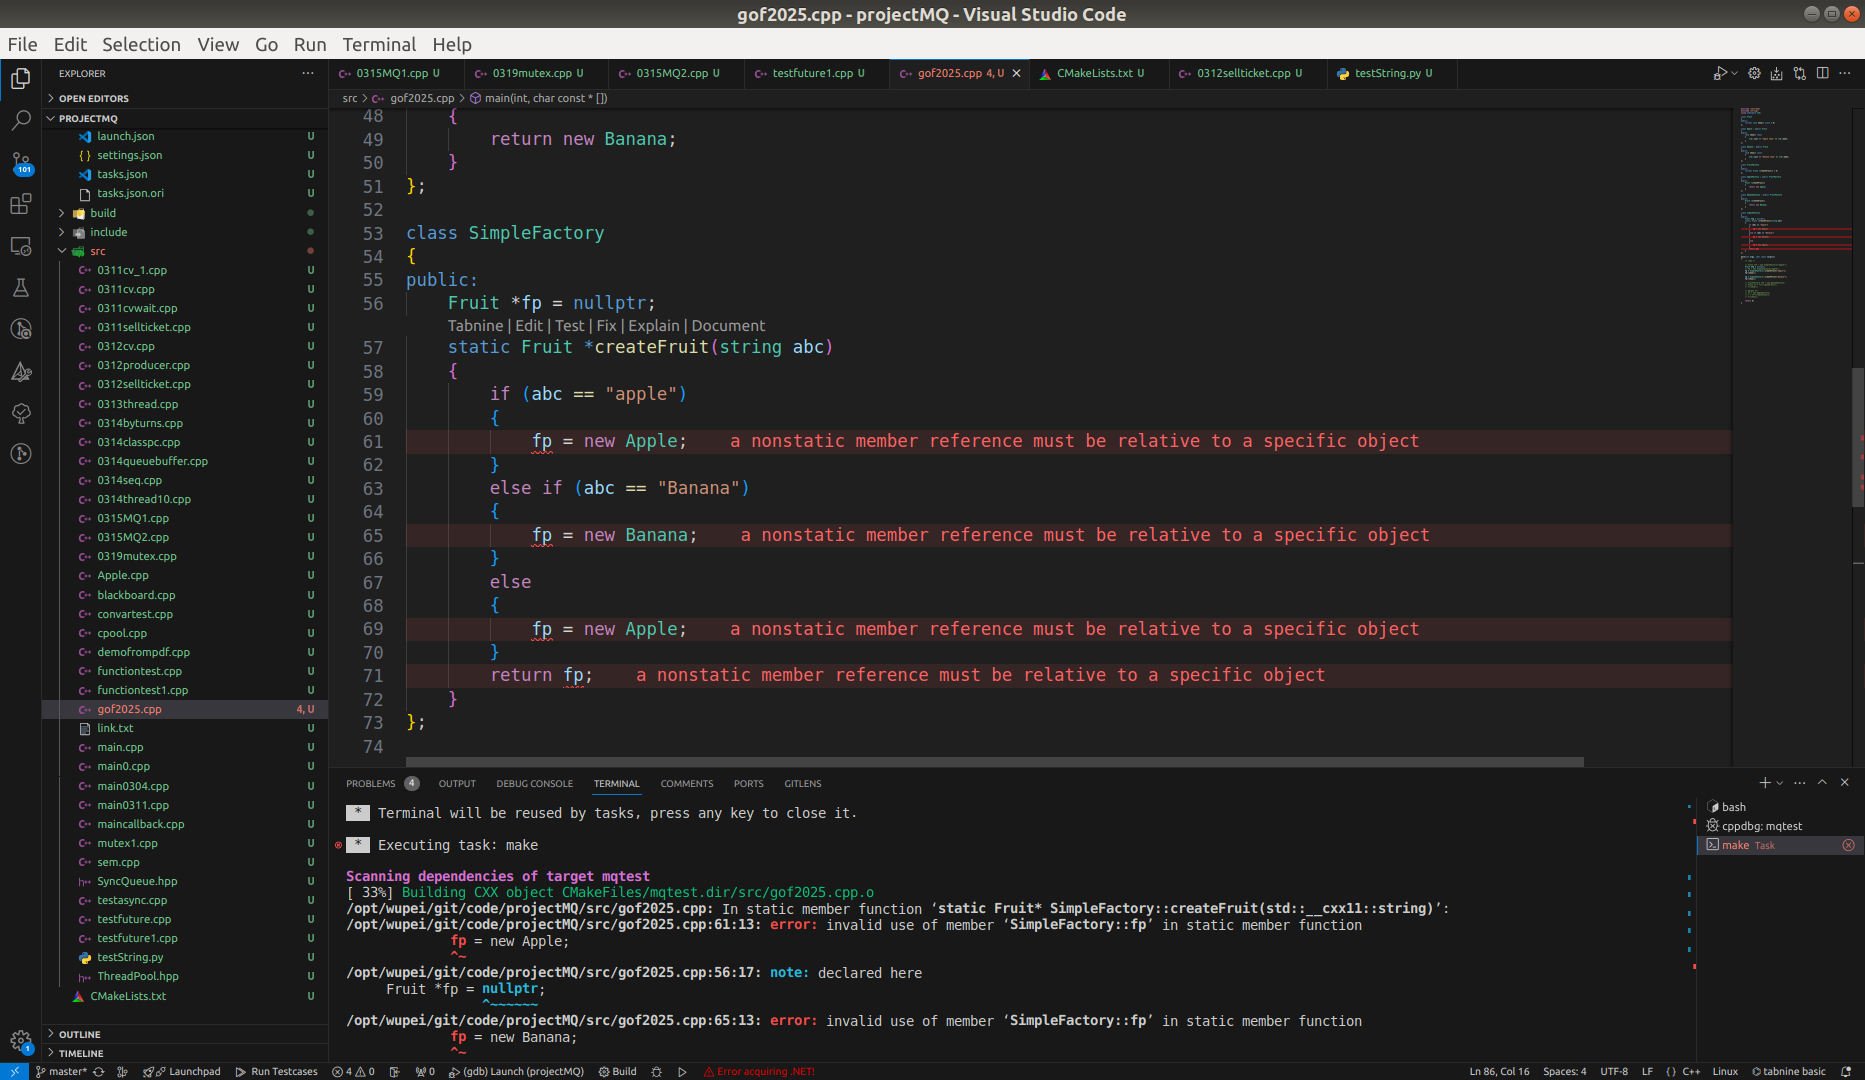 gof2025.cpp - projectMQ - Visual Studio Code
File Edit Selection View Go Run Terminal Help
EXPLORER
OPEN EDITORS
PROJECTMQ
launch.json U
{ } settings.json U
tasks.json U
tasks.json.ori U
build
include
src
0311cv_1.cpp U
0311cv.cpp U
0311cvwait.cpp U
0311sellticket.cpp U
0312cv.cpp U
0312producer.cpp U
0312sellticket.cpp U
0313thread.cpp U
0314byturns.cpp U
0314classpc.cpp U
0314queuebuffer.cpp U
0314seq.cpp U
0314thread10.cpp U
0315MQ1.cpp U
0315MQ2.cpp U
0319mutex.cpp U
Apple.cpp U
blackboard.cpp U
convartest.cpp U
cpool.cpp U
demofrompdf.cpp U
functiontest.cpp U
functiontest1.cpp U
gof2025.cpp 4, U
link.txt U
main.cpp U
main0.cpp U
main0304.cpp U
main0311.cpp U
maincallback.cpp U
mutex1.cpp U
sem.cpp U
SyncQueue.hpp U
testasync.cpp U
testfuture.cpp U
testfuture1.cpp U
testString.py U
ThreadPool.hpp U
CMakeLists.txt U
OUTLINE
TIMELINE
101
1
0315MQ1.cpp U 0319mutex.cpp U 0315MQ2.cpp U testfuture1.cpp U gof2025.cpp 4, U CMakeLists.txt U 0312sellticket.cpp U testString.py U
src > gof2025.cpp > main(int, char const * [])
48 {
49 return new Banana;
50 }
51 };
52
53 class SimpleFactory
54 {
55 public:
56 Fruit *fp = nullptr;
Tabnine | Edit | Test | Fix | Explain | Document
57 static Fruit *createFruit(string abc)
58 {
59 if (abc == "apple")
60 {
61 fp = new Apple; a nonstatic member reference must be relative to a specific object
62 }
63 else if (abc == "Banana")
64 {
65 fp = new Banana; a nonstatic member reference must be relative to a specific object
66 }
67 else
68 {
69 fp = new Apple; a nonstatic member reference must be relative to a specific object
70 }
71 return fp; a nonstatic member reference must be relative to a specific object
72 }
73 };
74
PROBLEMS 4 OUTPUT DEBUG CONSOLE TERMINAL COMMENTS PORTS GITLENS
* Terminal will be reused by tasks, press any key to close it.
* Executing task: make
Scanning dependencies of target mqtest
[ 33%] Building CXX object CMakeFiles/mqtest.dir/src/gof2025.cpp.o
/opt/wupei/git/code/projectMQ/src/gof2025.cpp: In static member function ‘static Fruit* SimpleFactory::createFruit(std::__cxx11::string)’:
/opt/wupei/git/code/projectMQ/src/gof2025.cpp:61:13: error: invalid use of member ‘SimpleFactory::fp’ in static member function
fp = new Apple;
^~
/opt/wupei/git/code/projectMQ/src/gof2025.cpp:56:17: note: declared here
Fruit *fp = nullptr;
^~~~~~~
/opt/wupei/git/code/projectMQ/src/gof2025.cpp:65:13: error: invalid use of member ‘SimpleFactory::fp’ in static member function
fp = new Banana;
^~
bash
cppdbg: mqtest
make Task
master* Launchpad Run Testcases 4 0 0 (gdb) Launch (projectMQ) Build Error acquiring .NET! Ln 86, Col 16 Spaces: 4 UTF-8 LF { } C++ Linux tabnine basic